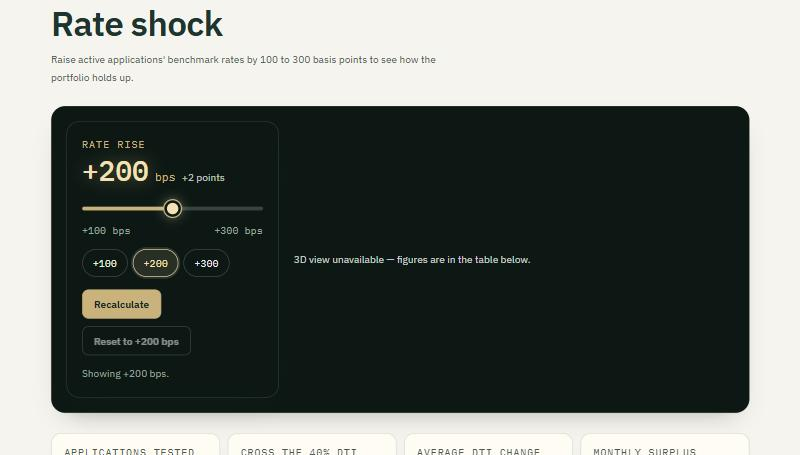 Rate shock
Raise active applications' benchmark rates by 100 to 300 basis points to see how the
portfolio holds up.
RATE RISE
+200 bps +2 points
+100 bps +300 bps
+100 +200 +300
Recalculate
Reset to +200 bps
Showing +200 bps.
3D view unavailable — figures are in the table below.
APPLICATIONS TESTED CROSS THE 40% DTI AVERAGE DTI CHANGE MONTHLY SURPLUS